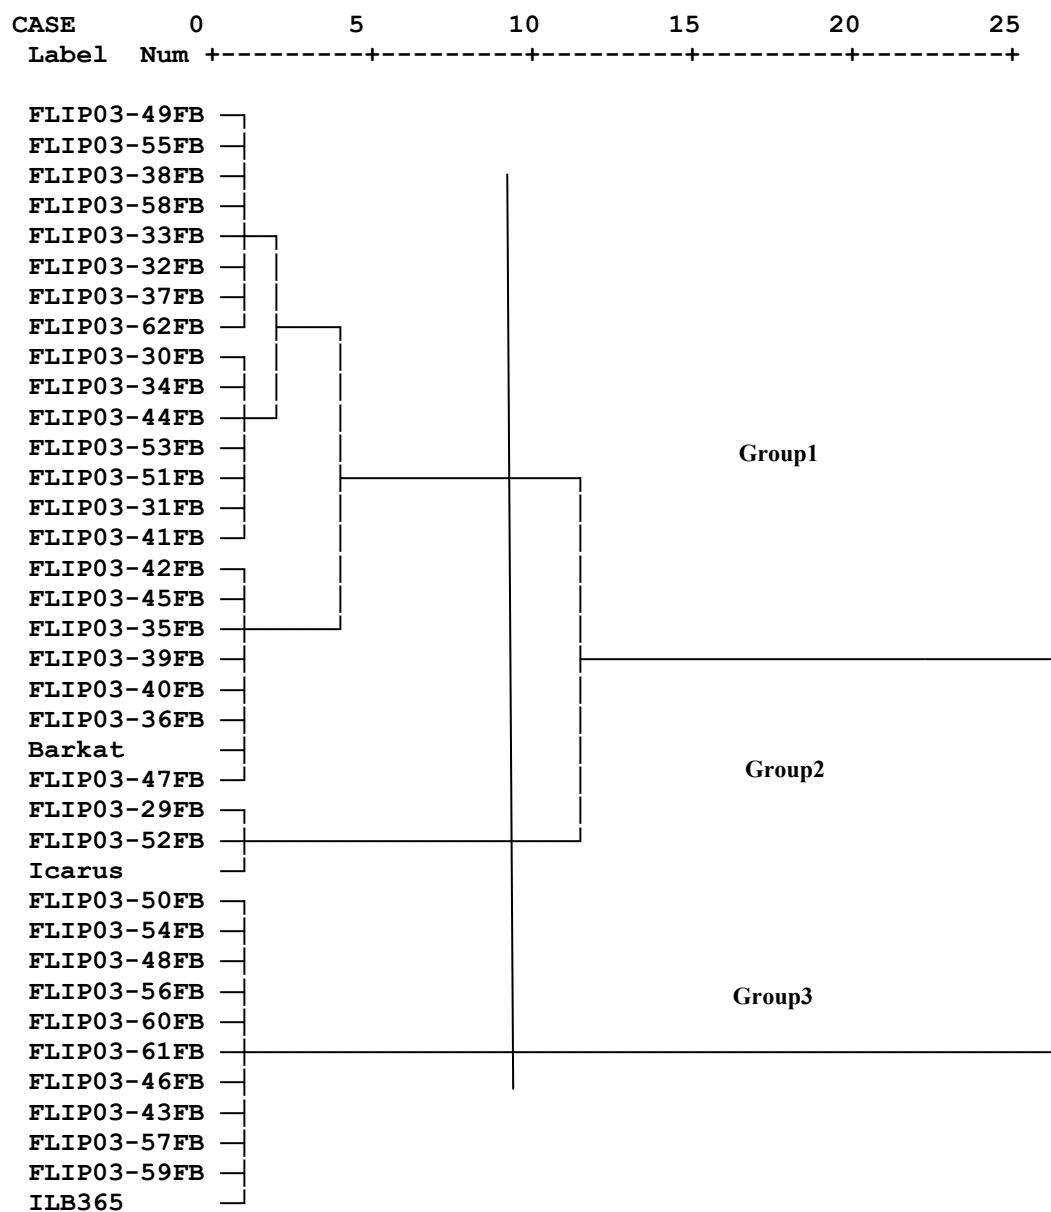 CASE 0 5 10 15 20 25
Label Num +---------+---------+---------+---------+---------+
FLIP03-49FB
FLIP03-55FB
FLIP03-38FB
FLIP03-58FB
FLIP03-33FB
FLIP03-32FB
FLIP03-37FB
FLIP03-62FB
FLIP03-30FB
FLIP03-34FB
FLIP03-44FB
FLIP03-53FB
Group1
FLIP03-51FB
FLIP03-31FB
FLIP03-41FB
FLIP03-42FB
FLIP03-45FB
FLIP03-35FB
FLIP03-39FB
FLIP03-40FB
FLIP03-36FB
Barkat
Group2
FLIP03-47FB
FLIP03-29FB
FLIP03-52FB
Icarus
FLIP03-50FB
FLIP03-54FB
FLIP03-48FB
FLIP03-56FB
Group3
FLIP03-60FB
FLIP03-61FB
FLIP03-46FB
FLIP03-43FB
FLIP03-57FB
FLIP03-59FB
ILB365